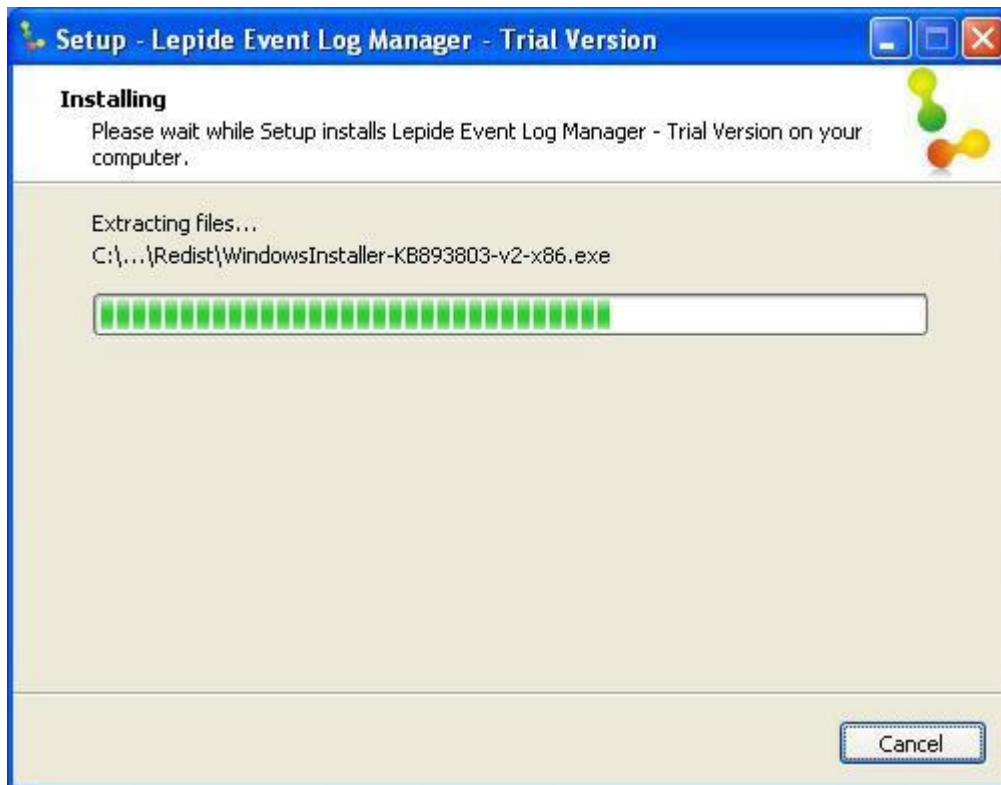 Setup - Lepide Event Log Manager - Trial Version
Installing
Please wait while Setup installs Lepide Event Log Manager - Trial Version on your
computer.
Extracting files...
C:\...\Redist\WindowsInstaller-KB893803-v2-x86.exe
Cancel